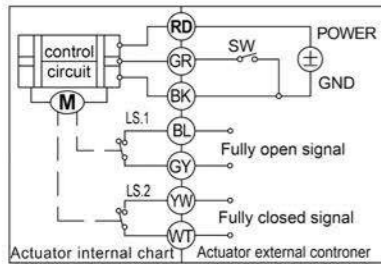 RD
POWER
control
circuit
SW
GR
±
GND
M
BK
LS.1
BL
Fully open signal
GY
LS.2
YW
Fully closed signal
WT
Actuator internal chart
Actuator external controner